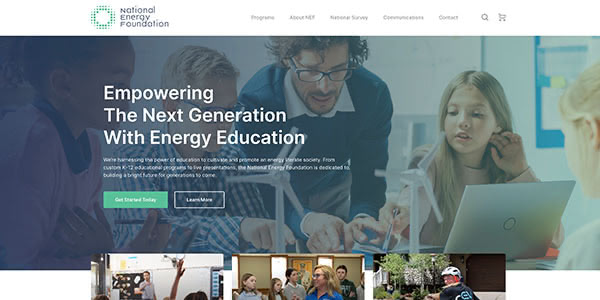 National
Energy
Foundation
Programs About NEF National Survey Communications Contact
Empowering
The Next Generation
With Energy Education
We're harnessing the power of education to cultivate and promote an energy literate society. From
custom K-12 educational programs to live presentations, the National Energy Foundation is dedicated to
building a bright future for generations to come.
Get Started Today Learn More